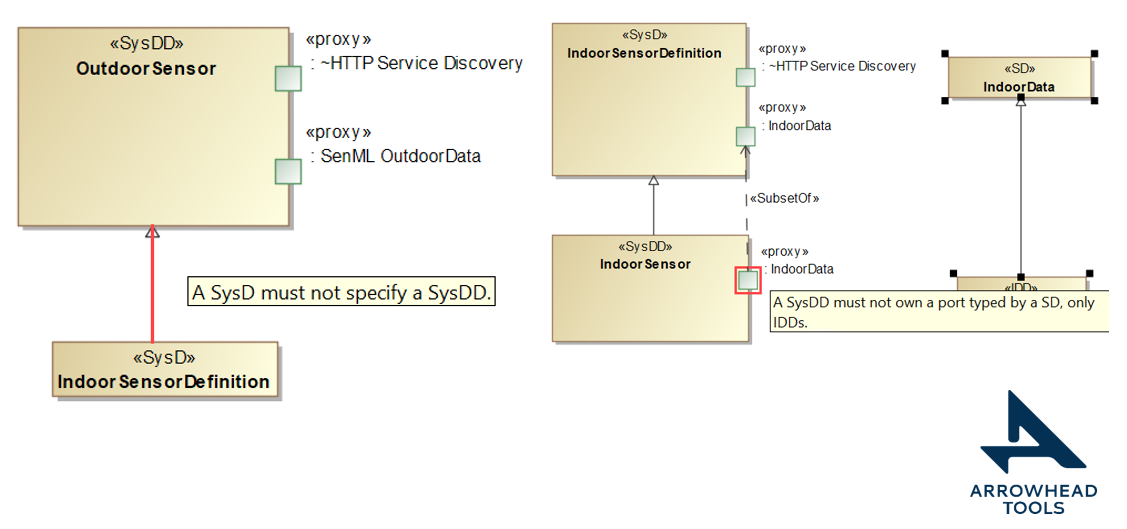 «SysDD»
OutdoorSensor
«proxy»
: ~HTTP Service Discovery
«proxy»
: SenML OutdoorData
A SysD must not specify a SysDD.
«SysD»
IndoorSensorDefinition
«SysD»
IndoorSensorDefinition
«proxy»
: ~HTTP Service Discovery
«proxy»
: IndoorData
«SubsetOf»
«SysDD»
IndoorSensor
«proxy»
: IndoorData
A SysDD must not own a port typed by a SD, only
IDDs.
«SD»
IndoorData
«IDD»
ARROWHEAD
TOOLS